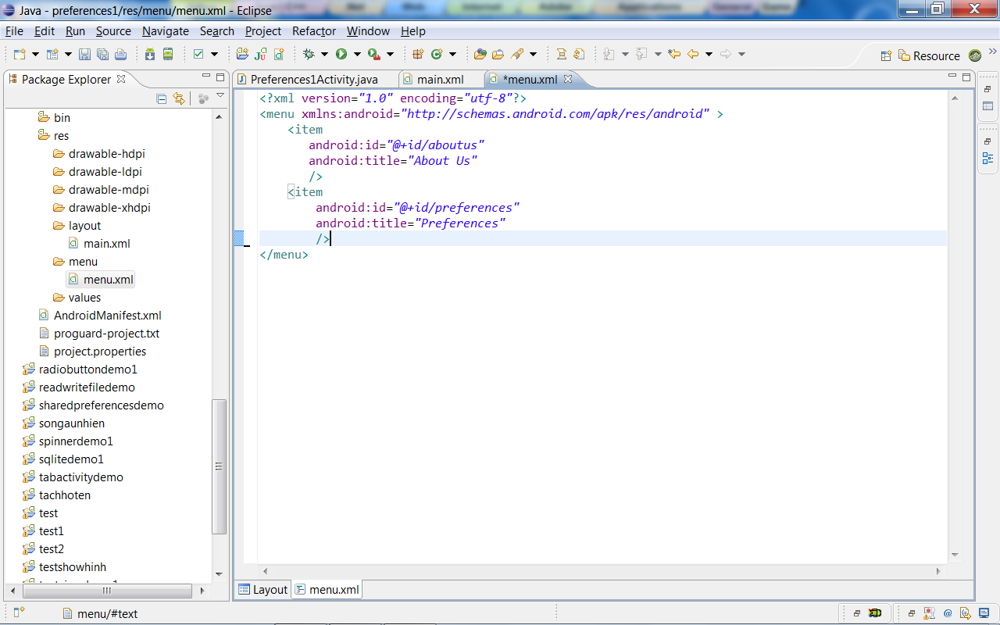 Java - preferences1/res/menu/menu.xml - Eclipse
File Edit Run Source Navigate Search Project Refactor Window Help
Resource
Package Explorer
bin
res
drawable-hdpi
drawable-ldpi
drawable-mdpi
drawable-xhdpi
layout
main.xml
menu
menu.xml
values
AndroidManifest.xml
proguard-project.txt
project.properties
radiobuttondemo1
readwritefiledemo
sharedpreferencesdemo
songaunhien
spinnerdemo1
sqlitedemo1
tabactivitydemo
tachhoten
test
test1
test2
testshowhinh
Preferences1Activity.java main.xml *menu.xml
<?xml version="1.0" encoding="utf-8"?>
<menu xmlns:android="http://schemas.android.com/apk/res/android" >
<item
android:id="@+id/aboutus"
android:title="About Us"
/>
<item
android:id="@+id/preferences"
android:title="Preferences"
/>
</menu>
Layout menu.xml
menu/#text